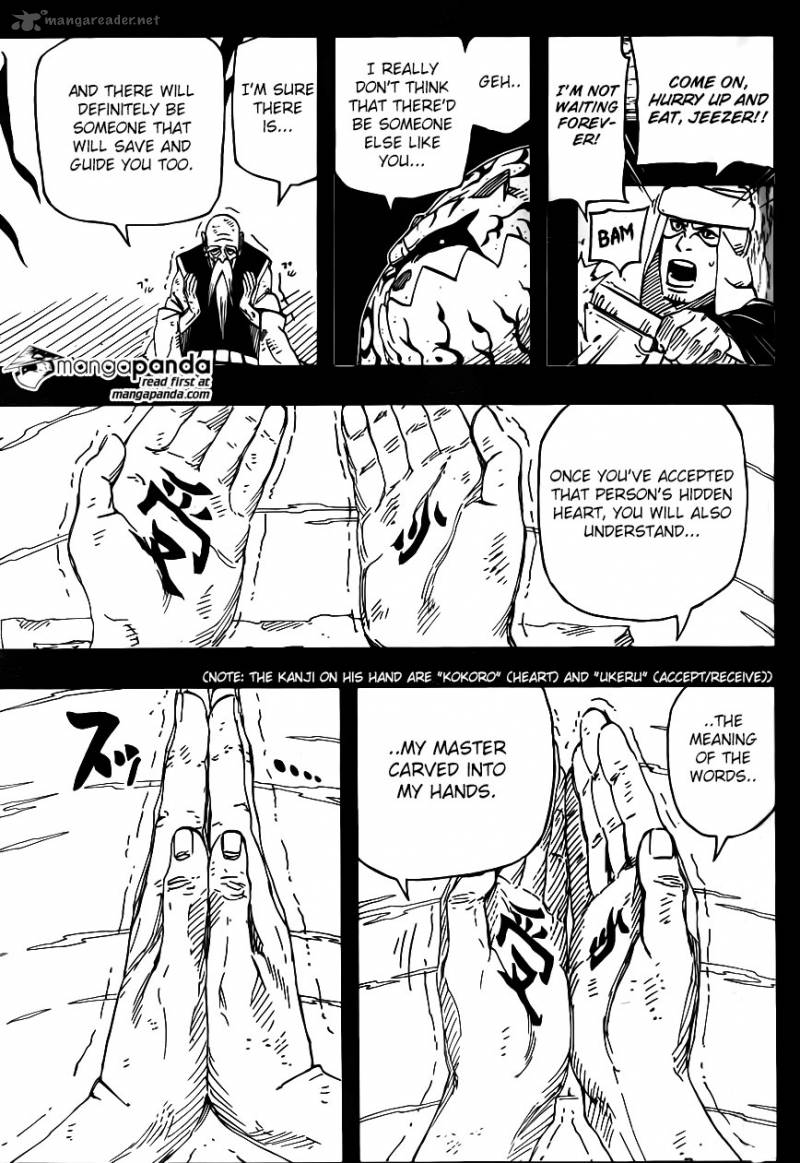 mangareader.net
COME ON,
HURRY UP AND
EAT, JEEZER!!
I'M NOT
WAITING
FOREV-
ER!
BAM
GEH..
I REALLY
DON'T THINK
THAT THERE'D
BE SOMEONE
ELSE LIKE
YOU...
I'M SURE
THERE
IS...
AND THERE WILL
DEFINITELY BE
SOMEONE THAT
WILL SAVE AND
GUIDE YOU TOO.
mangapanda
read first at
mangapanda.com
ONCE YOU'VE ACCEPTED
THAT PERSON'S HIDDEN
HEART, YOU WILL ALSO
UNDERSTAND...
受
心
(NOTE: THE KANJI ON HIS HAND ARE "KOKORO" (HEART) AND "UKERU" (ACCEPT/RECEIVE))
..THE
MEANING
OF THE
WORDS..
..MY MASTER
CARVED INTO
MY HANDS.
受
心
ズッ
....